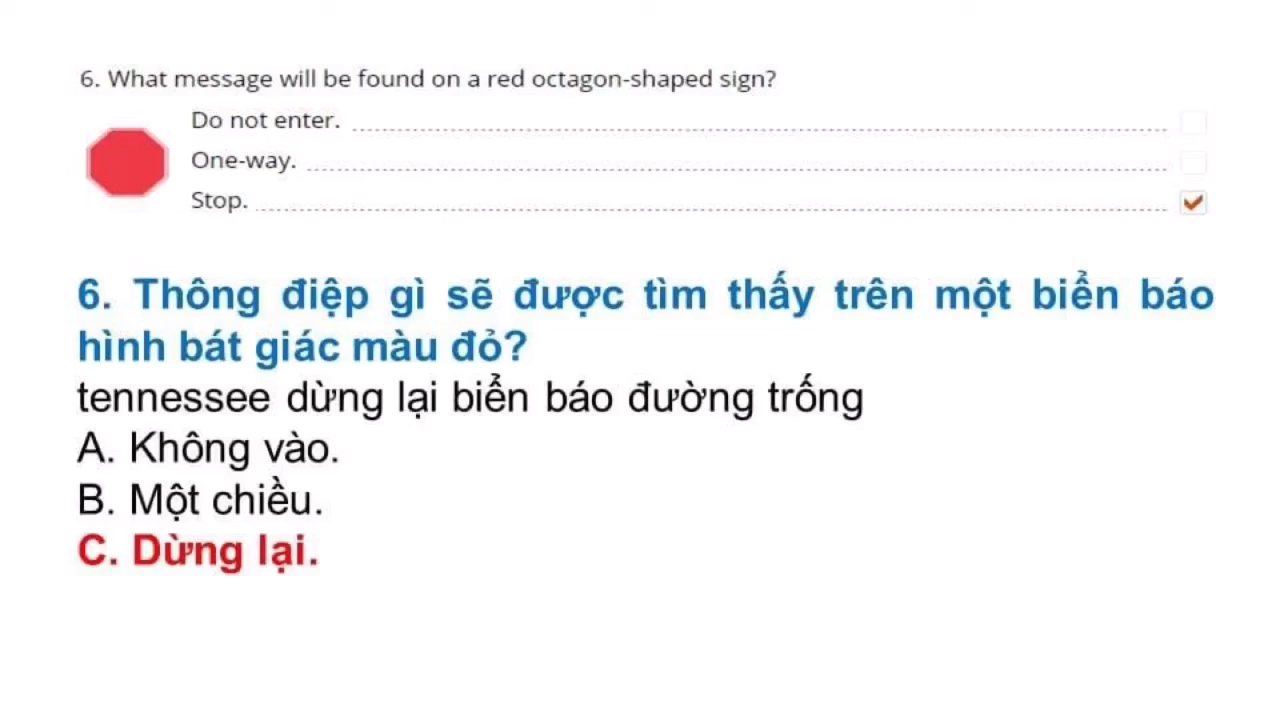 6. What message will be found on a red octagon-shaped sign?
Do not enter.
One-way.
Stop.
6. Thông điệp gì sẽ được tìm thấy trên một biển báo
hình bát giác màu đỏ?
tennessee dừng lại biển báo đường trống
A. Không vào.
B. Một chiều.
C. Dừng lại.